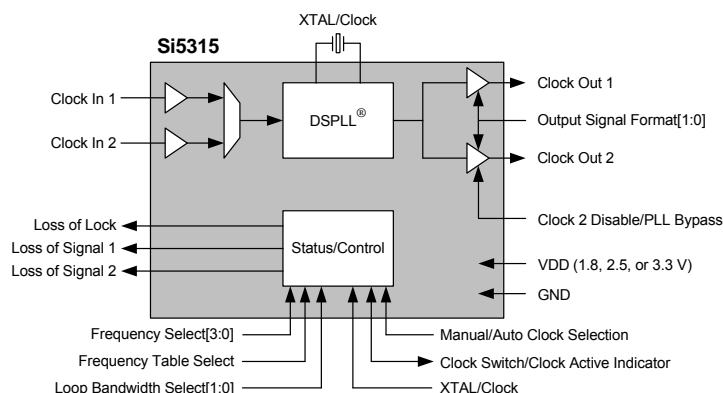 XTAL/Clock
Si5315
Clock In 1
Clock In 2
DSPLL®
Clock Out 1
Output Signal Format[1:0]
Clock Out 2
Loss of Lock
Loss of Signal 1
Loss of Signal 2
Status/Control
Clock 2 Disable/PLL Bypass
VDD (1.8, 2.5, or 3.3 V)
GND
Frequency Select[3:0]
Frequency Table Select
Loop Bandwidth Select[1:0]
Manual/Auto Clock Selection
Clock Switch/Clock Active Indicator
XTAL/Clock